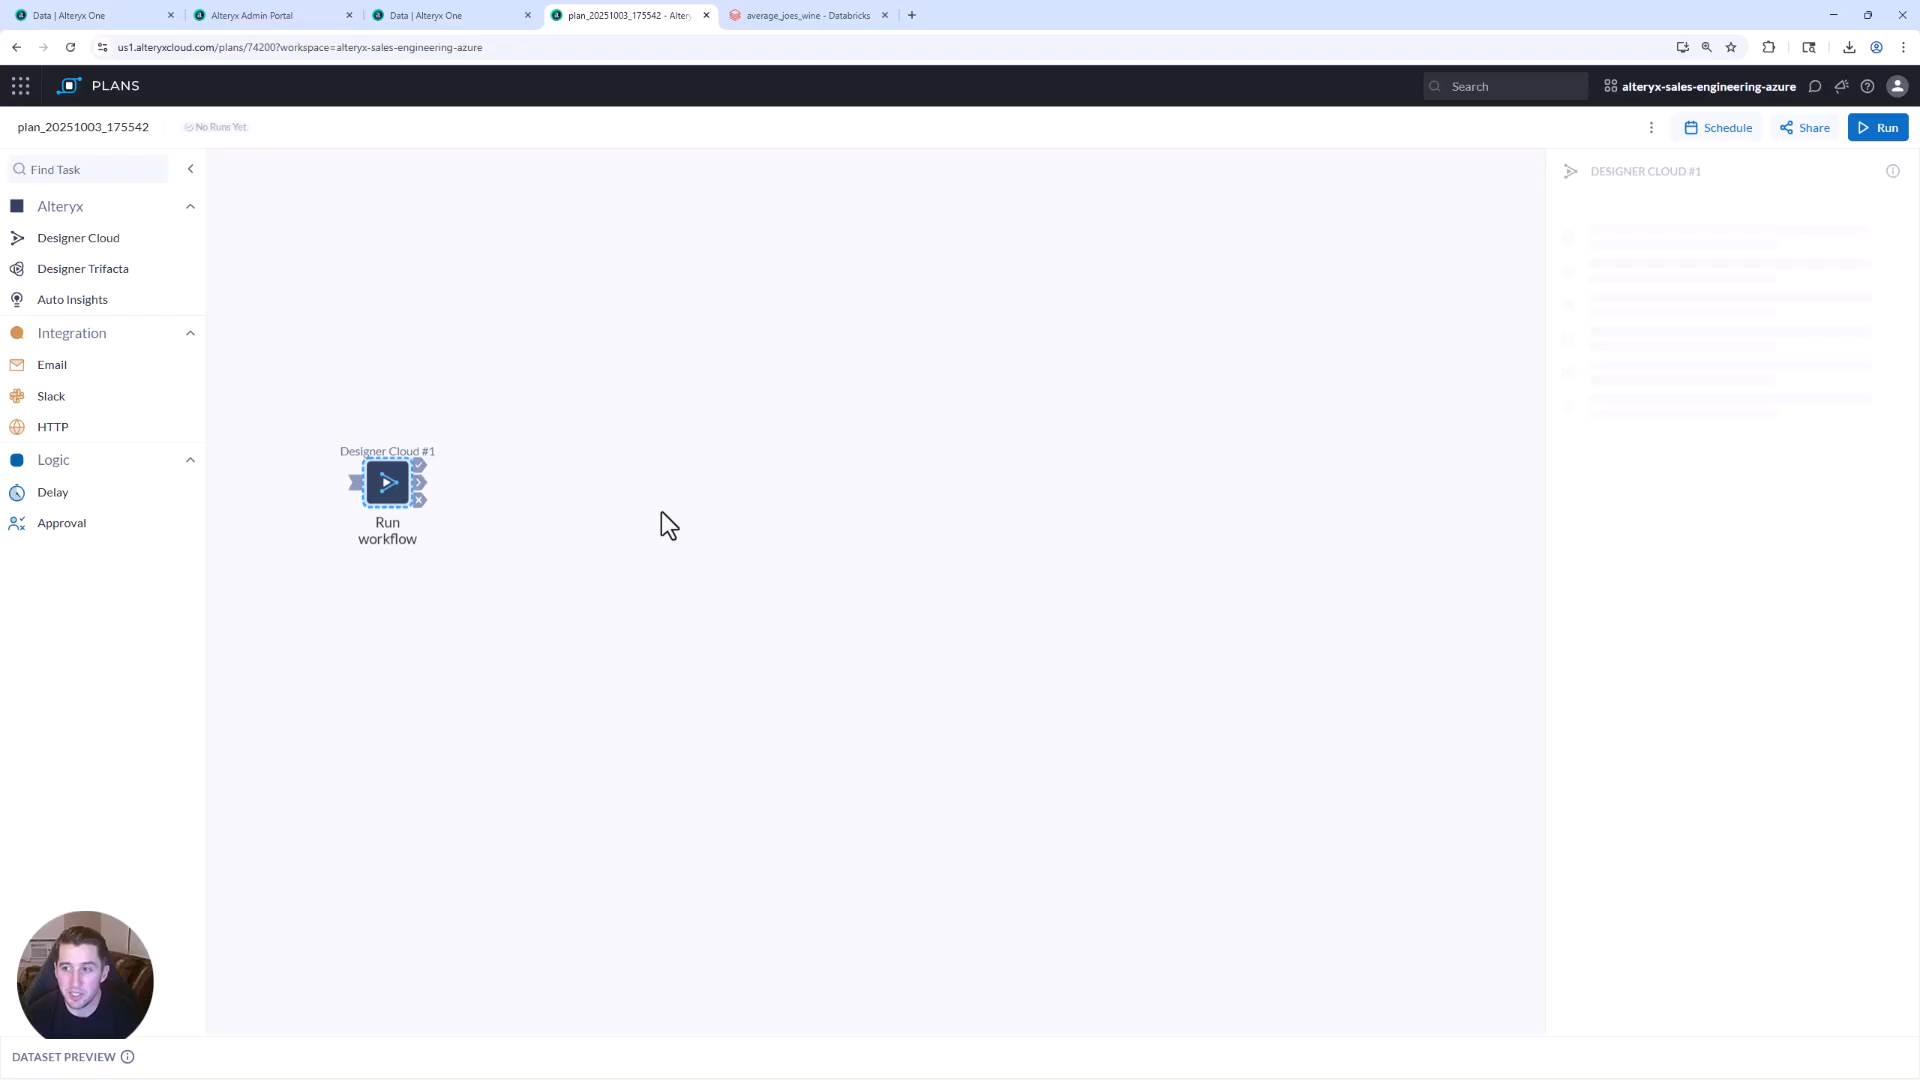 Data | Alteryx One
Alteryx Admin Portal
Data | Alteryx One
plan_20251003_175542 - Altery
average_joes_wine - Databricks
us1.alteryxcloud.com/plans/74200?workspace=alteryx-sales-engineering-azure
PLANS
Search
alteryx-sales-engineering-azure
plan_20251003_175542
No Runs Yet
Schedule
Share
Run
Find Task
DESIGNER CLOUD #1
Alteryx
Designer Cloud
Designer Trifacta
Auto Insights
Integration
Email
Slack
HTTP
Logic
Delay
Approval
Designer Cloud #1
Run
workflow
DATASET PREVIEW